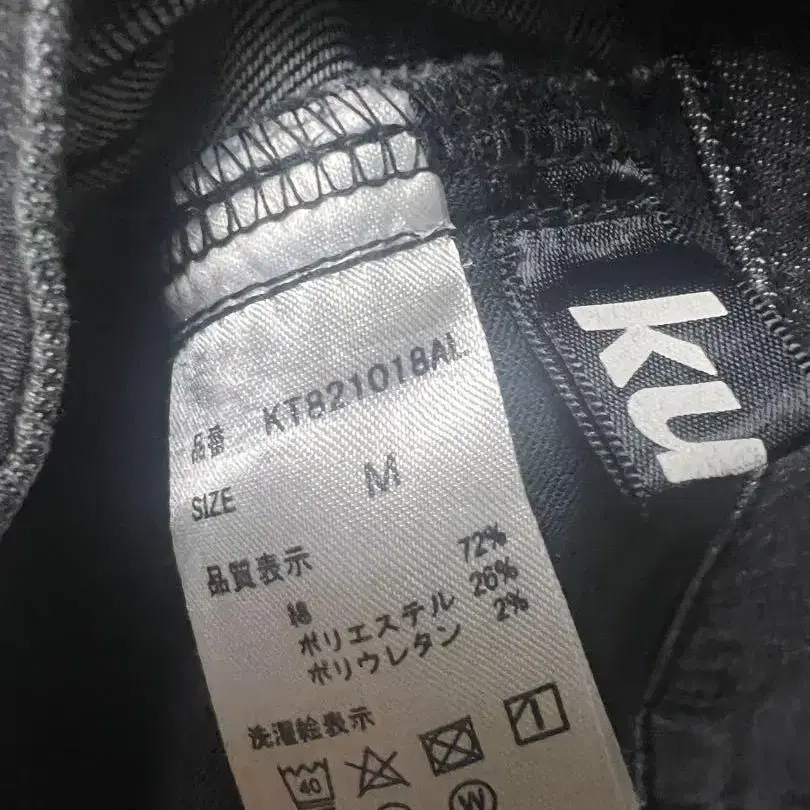 品番 KT821018AL
SIZE M
品質表示
綿 72%
ポリエステル 26%
ポリウレタン 2%
洗濯絵表示
40
W
KU